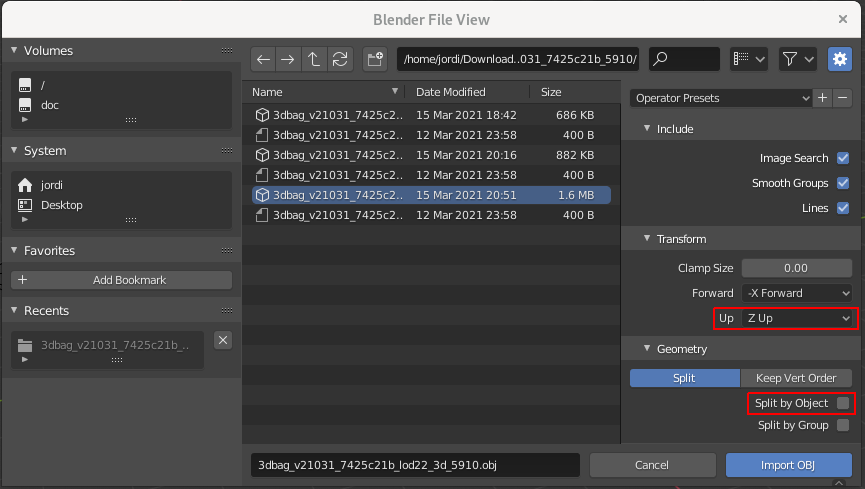 Blender File View
Volumes
/
doc
System
jordi
Desktop
Favorites
Add Bookmark
Recents
3dbag_v21031_7425c21b_..
/home/jordi/Download..031_7425c21b_5910/
Name Date Modified Size
3dbag_v21031_7425c2.. 15 Mar 2021 18:42 686 KB
3dbag_v21031_7425c2.. 12 Mar 2021 23:58 400 B
3dbag_v21031_7425c2.. 15 Mar 2021 20:16 882 KB
3dbag_v21031_7425c2.. 12 Mar 2021 23:58 400 B
3dbag_v21031_7425c2.. 15 Mar 2021 20:51 1.6 MB
3dbag_v21031_7425c2.. 12 Mar 2021 23:58 400 B
3dbag_v21031_7425c21b_lod22_3d_5910.obj
Operator Presets
Include
Image Search
Smooth Groups
Lines
Transform
Clamp Size 0.00
Forward -X Forward
Up Z Up
Geometry
Split Keep Vert Order
Split by Object
Split by Group
Cancel Import OBJ